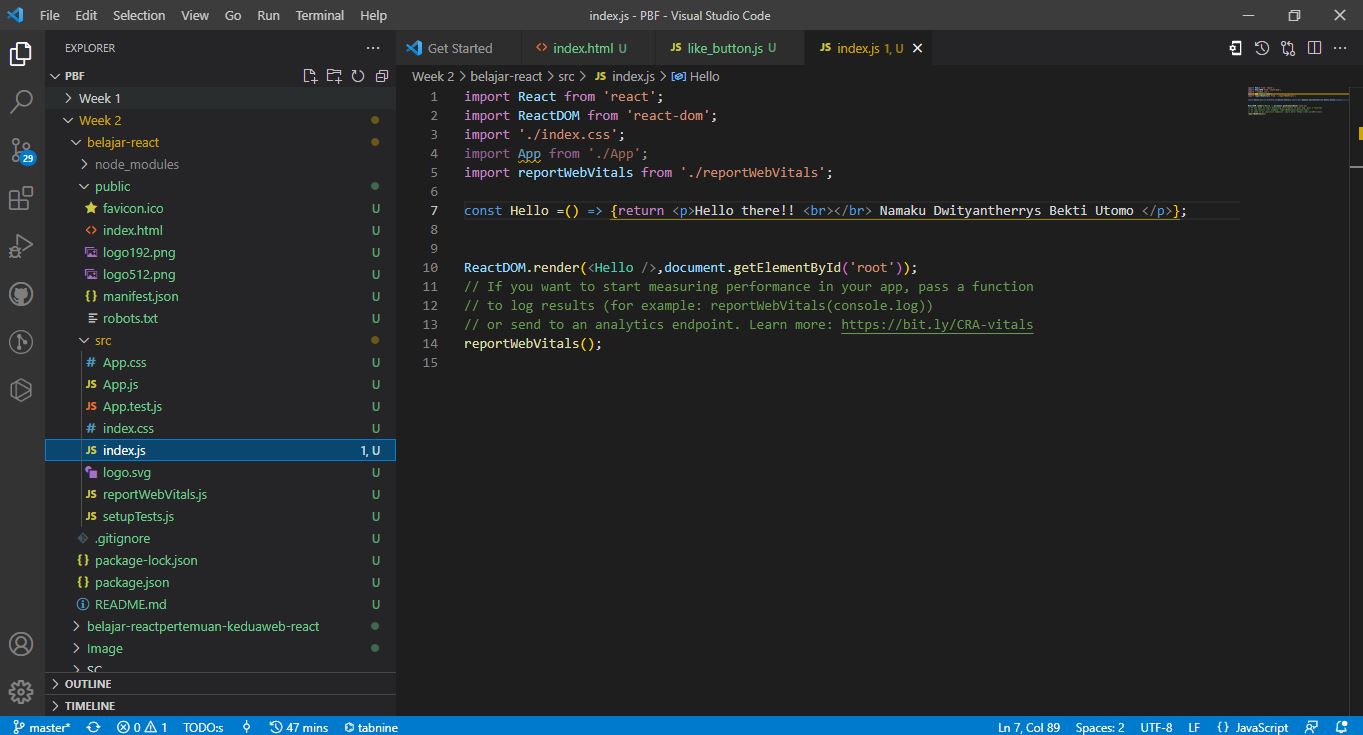 File Edit Selection View Go Run Terminal Help index.js - PBF - Visual Studio Code
EXPLORER
Get Started
index.html U
JS like_button.js U
JS index.js 1, U
PBF
Week 2 > belajar-react > src > JS index.js > Hello
Week 1
Week 2
belajar-react
node_modules
public
favicon.ico U
index.html U
logo192.png U
logo512.png U
manifest.json U
robots.txt U
src
# App.css U
JS App.js U
JS App.test.js U
# index.css U
JS index.js 1, U
logo.svg U
JS reportWebVitals.js U
JS setupTests.js U
.gitignore U
{} package-lock.json U
{} package.json U
README.md U
belajar-reactpertemuan-keduaweb-react
Image
SC
OUTLINE
TIMELINE
29
1 import React from 'react';
2 import ReactDOM from 'react-dom';
3 import './index.css';
4 import App from './App';
5 import reportWebVitals from './reportWebVitals';
6
7 const Hello =() => {return <p>Hello there!! <br></br> Namaku Dwityantherrys Bekti Utomo </p>};
8
9
10 ReactDOM.render(<Hello />,document.getElementById('root'));
11 // If you want to start measuring performance in your app, pass a function
12 // to log results (for example: reportWebVitals(console.log))
13 // or send to an analytics endpoint. Learn more: https://bit.ly/CRA-vitals
14 reportWebVitals();
15
master* 0 1 TODO:s 47 mins tabnine Ln 7, Col 89 Spaces: 2 UTF-8 LF {} JavaScript